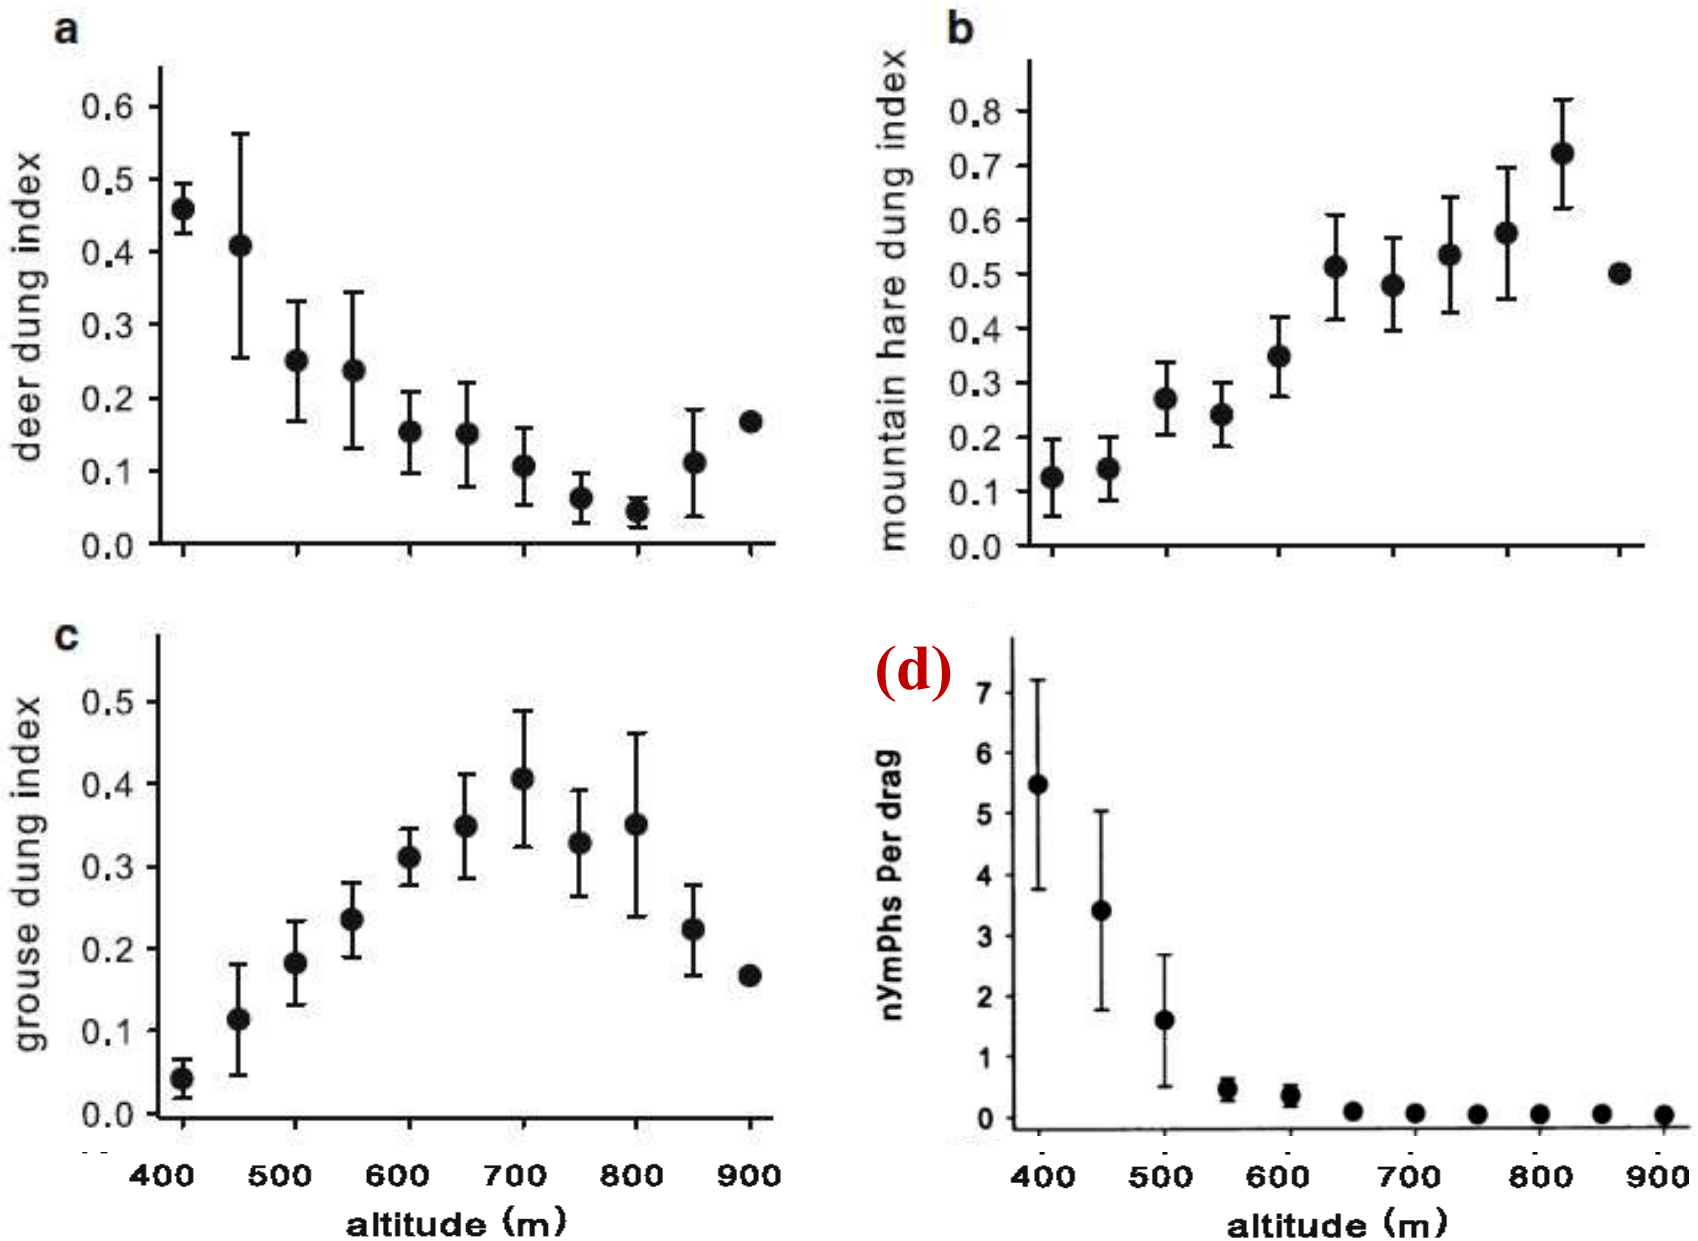 a
deer dung index
0.6
0.5
0.4
0.3
0.2
0.1
0.0
b
mountain hare dung index
0.8
0.7
0.6
0.5
0.4
0.3
0.2
0.1
0.0
c
grouse dung index
0.5
0.4
0.3
0.2
0.1
0.0
400 500 600 700 800 900
altitude (m)
(d)
nymphs per drag
7
6
5
4
3
2
1
0
400 500 600 700 800 900
altitude (m)